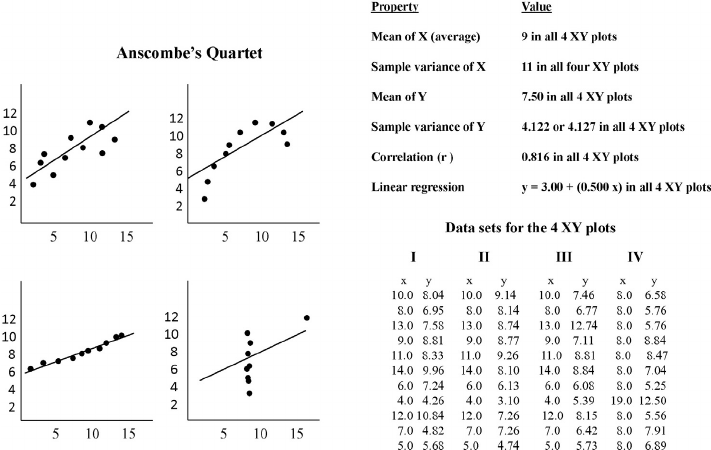 Anscombe's Quartet
12
10
8
6
4
2
5 10 15
12
10
8
6
4
2
5 10 15
12
10
8
6
4
2
5 10 15
12
10
8
6
4
2
5 10 15
Property Value
Mean of X (average) 9 in all 4 XY plots
Sample variance of X 11 in all four XY plots
Mean of Y 7.50 in all 4 XY plots
Sample variance of Y 4.122 or 4.127 in all 4 XY plots
Correlation (r ) 0.816 in all 4 XY plots
Linear regression y = 3.00 + (0.500 x) in all 4 XY plots
Data sets for the 4 XY plots
I II III IV
x y x y x y x y
10.0 8.04 10.0 9.14 10.0 7.46 8.0 6.58
8.0 6.95 8.0 8.14 8.0 6.77 8.0 5.76
13.0 7.58 13.0 8.74 13.0 12.74 8.0 5.76
9.0 8.81 9.0 8.77 9.0 7.11 8.0 8.84
11.0 8.33 11.0 9.26 11.0 8.81 8.0 8.47
14.0 9.96 14.0 8.10 14.0 8.84 8.0 7.04
6.0 7.24 6.0 6.13 6.0 6.08 8.0 5.25
4.0 4.26 4.0 3.10 4.0 5.39 19.0 12.50
12.0 10.84 12.0 7.26 12.0 8.15 8.0 5.56
7.0 4.82 7.0 7.26 7.0 6.42 8.0 7.91
5.0 5.68 5.0 4.74 5.0 5.73 8.0 6.89